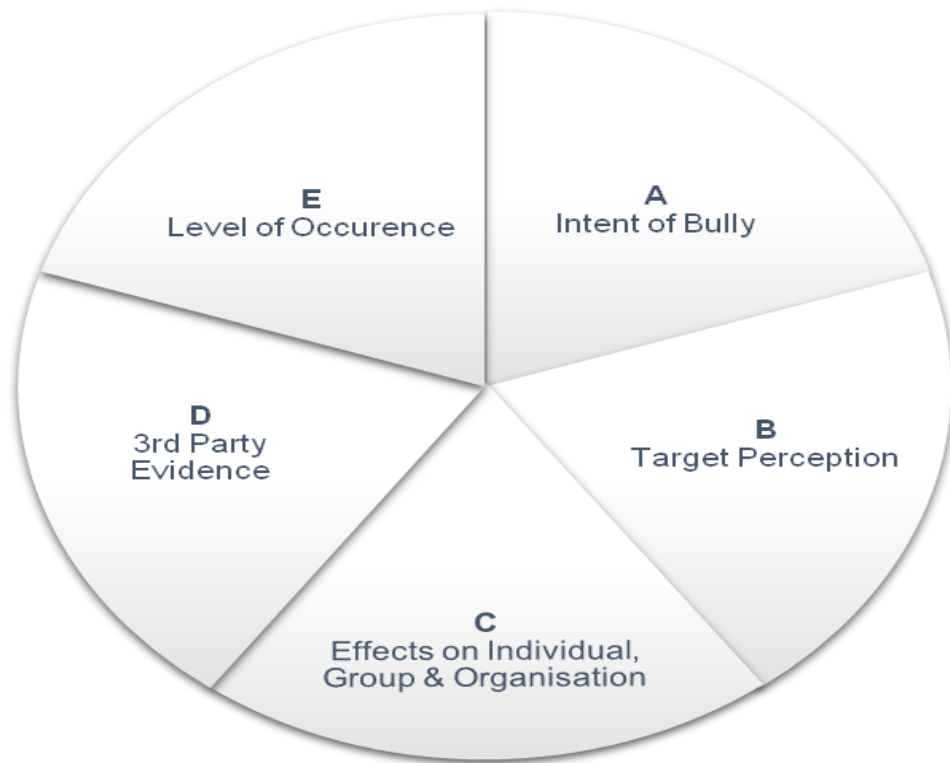 A
Intent of Bully
B
Target Perception
C
Effects on Individual,
Group & Organisation
D
3rd Party
Evidence
E
Level of Occurence